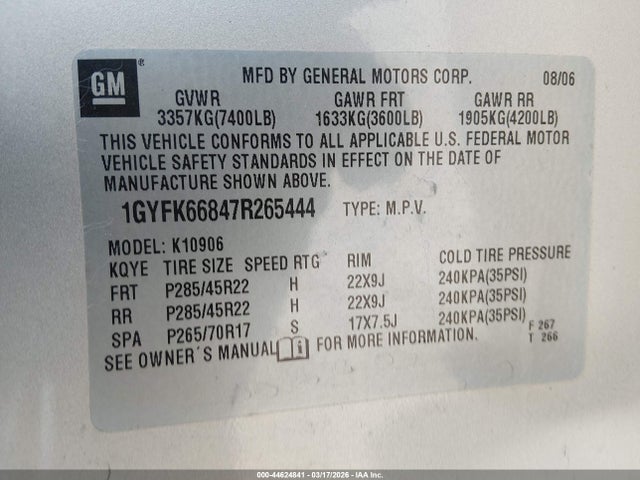 GM ®
MFD BY GENERAL MOTORS CORP. 08/06
GVWR GAWR FRT GAWR RR
3357KG(7400LB) 1633KG(3600LB) 1905KG(4200LB)
THIS VEHICLE CONFORMS TO ALL APPLICABLE U.S. FEDERAL MOTOR
VEHICLE SAFETY STANDARDS IN EFFECT ON THE DATE OF
MANUFACTURE SHOWN ABOVE.
1GYFK66847R265444 TYPE: M.P.V.
MODEL: K10906
KQYE TIRE SIZE SPEED RTG RIM COLD TIRE PRESSURE
FRT P285/45R22 H 22X9J 240KPA(35PSI)
RR P285/45R22 H 22X9J 240KPA(35PSI)
SPA P265/70R17 S 17X7.5J 240KPA(35PSI)
F 267
T 266
SEE OWNER´S MANUAL FOR MORE INFORMATION.
000-44624841 - 03/17/2026 - IAA Inc.